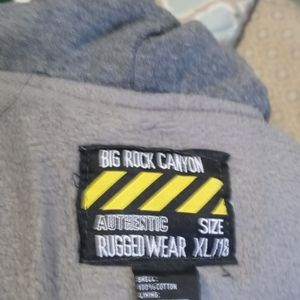 BIG ROCK CANYON
AUTHENTIC SIZE
RUGGED WEAR XL/18
SHELL:
100% COTTON
LINING: